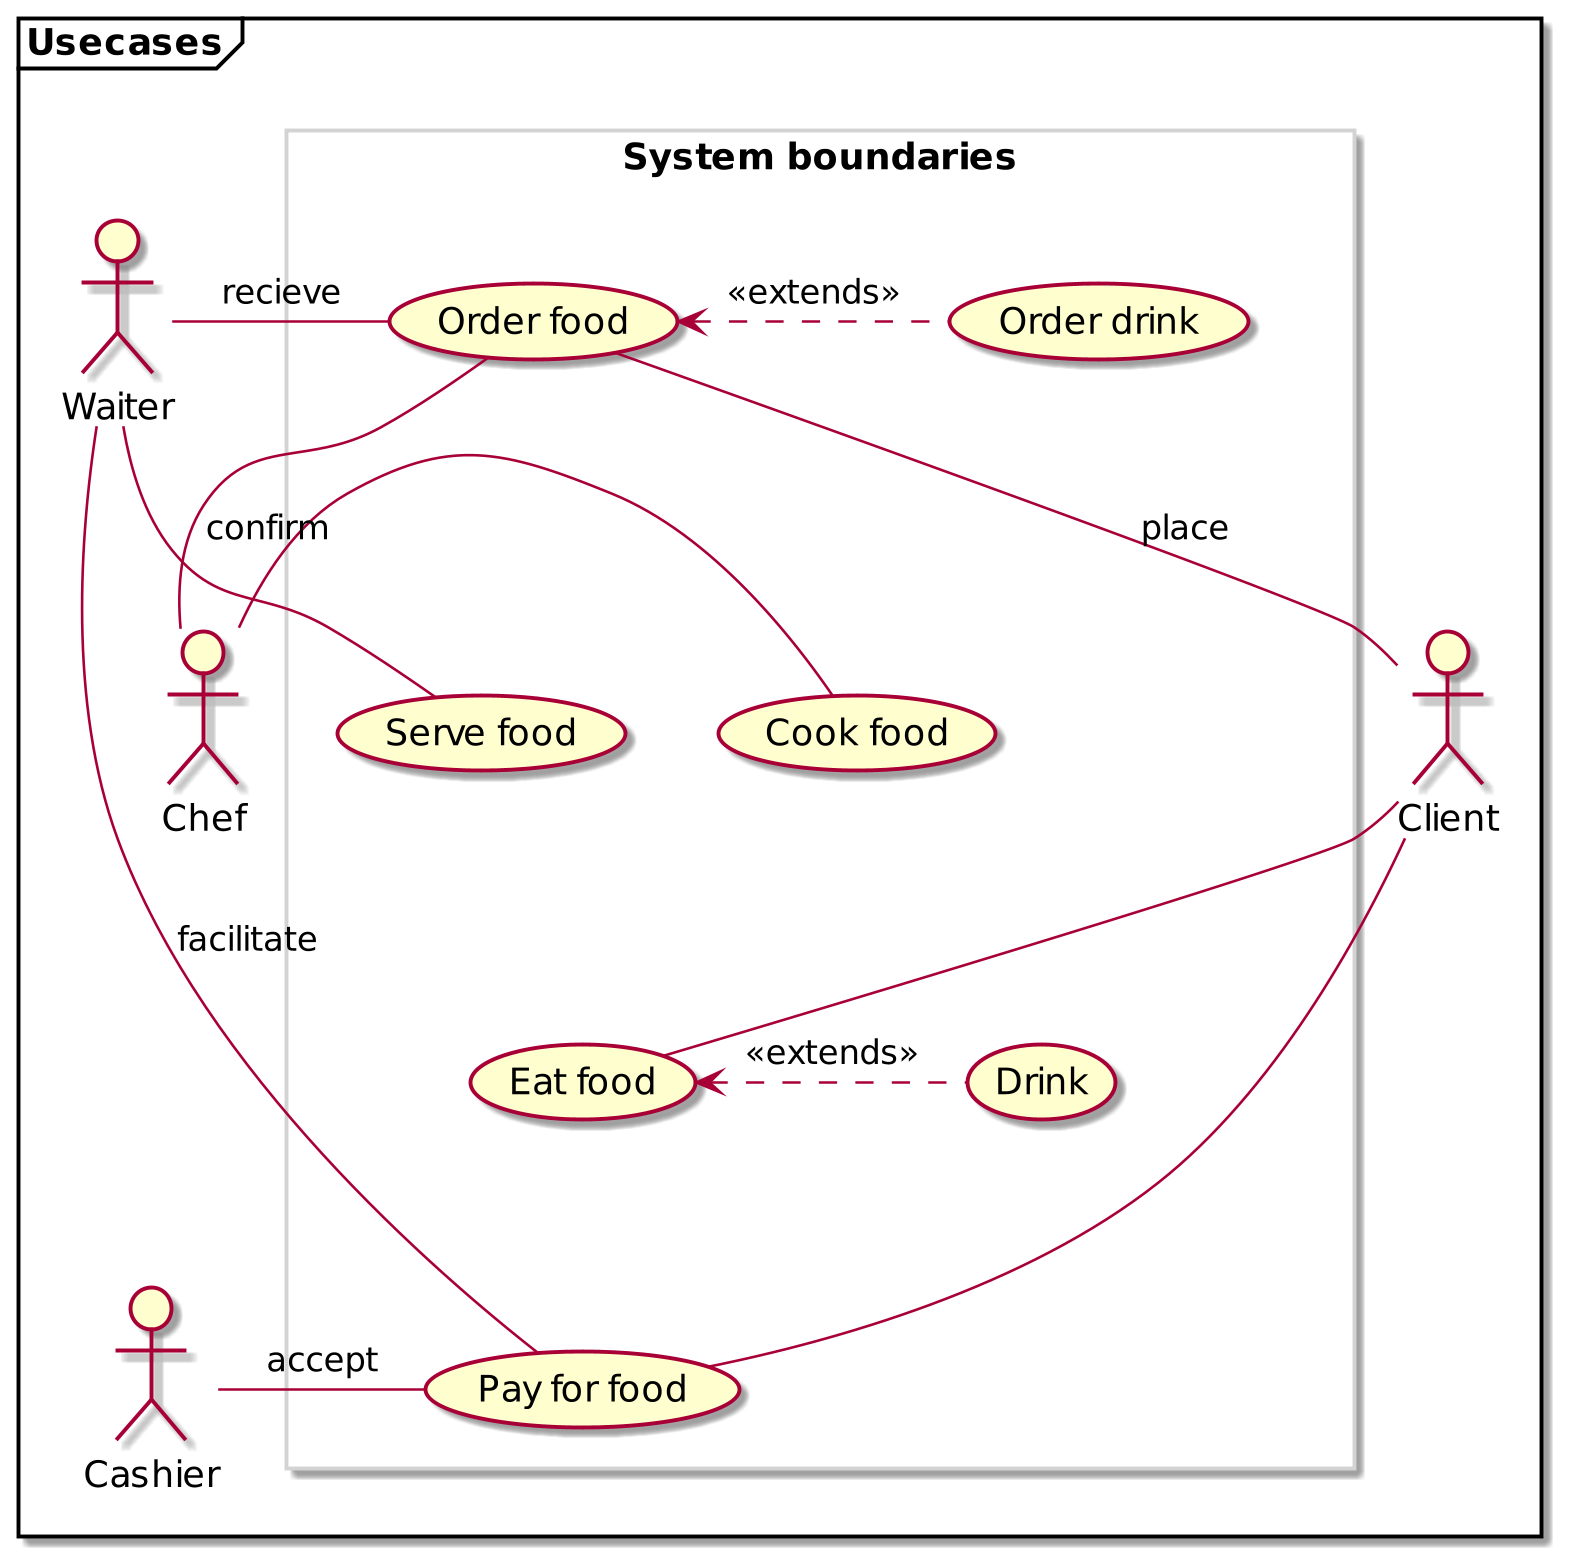 Usecases
System boundaries
recieve
«extends»
Order food
Order drink
Waiter
confirm
place
Serve food
Cook food
Chef
Client
facilitate
«extends»
Eat food
Drink
accept
Pay for food
Cashier